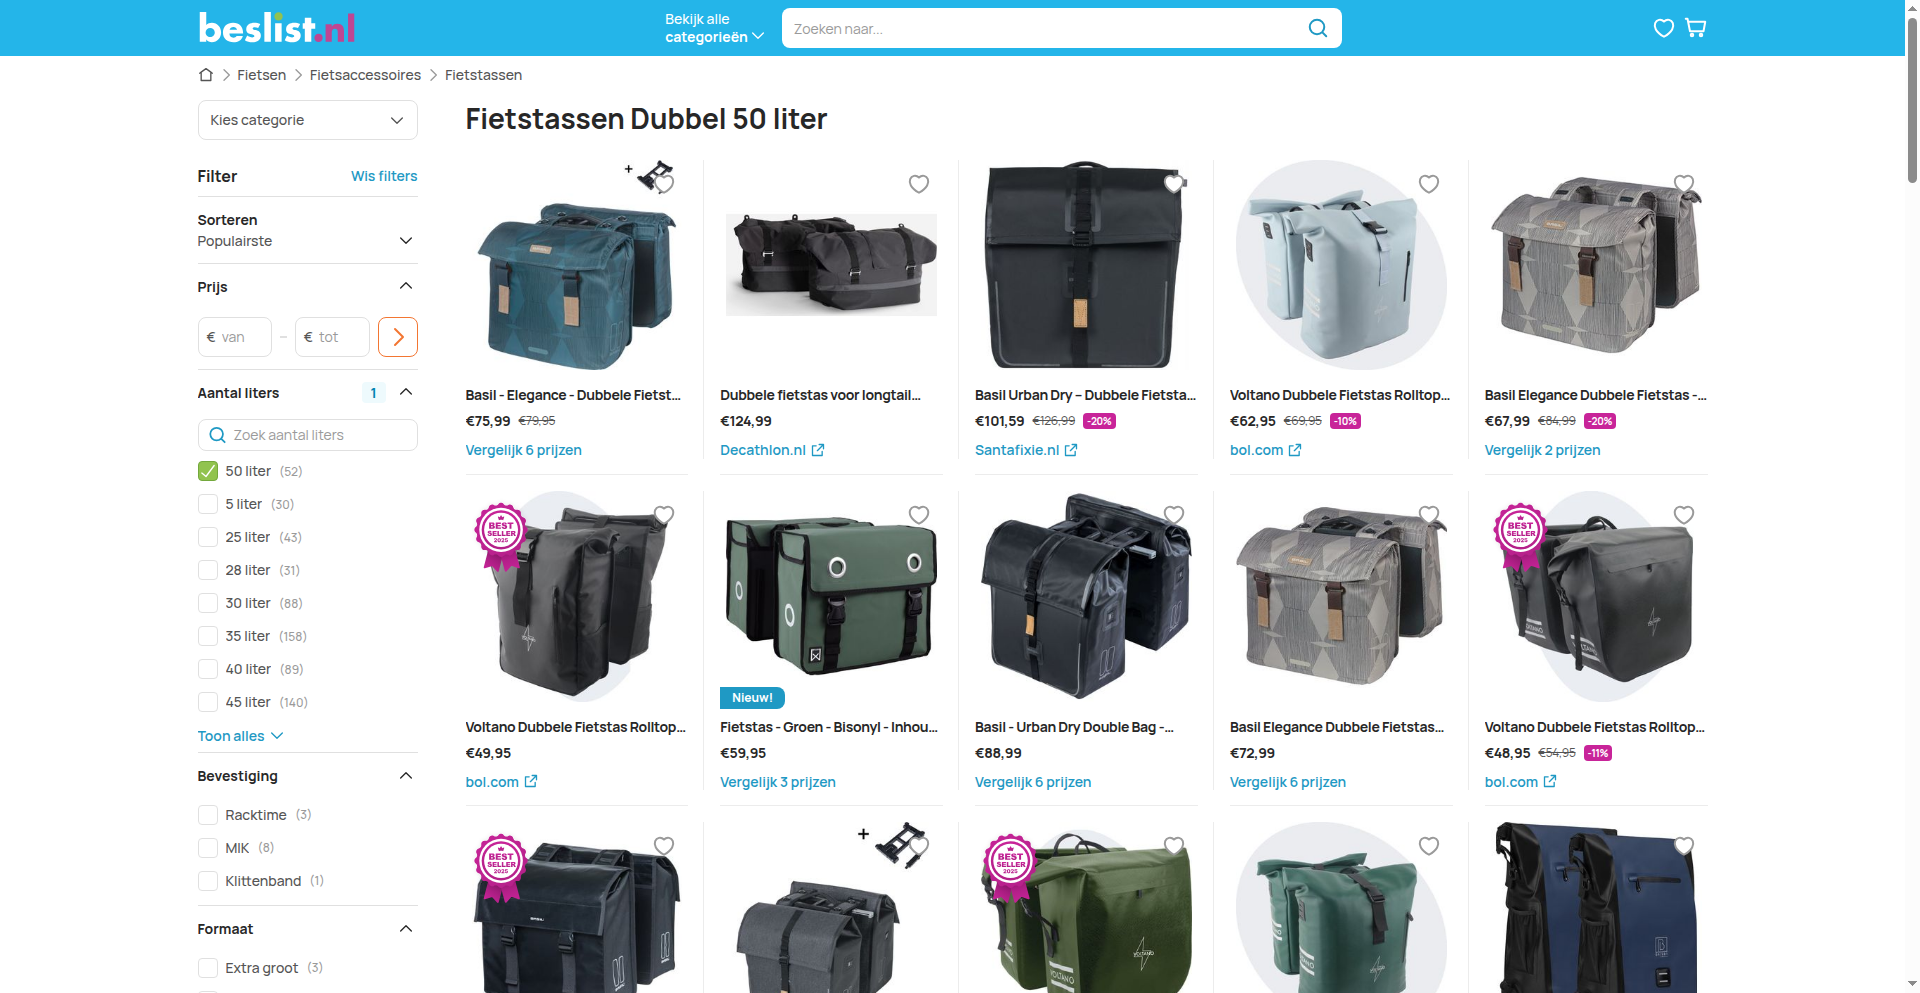 beslist.nl
Bekijk alle
categorieën
Zoeken naar...
Fietsen
Fietsaccessoires
Fietstassen
Kies categorie
Fietstassen Dubbel 50 liter
Filter
Wis filters
Sorteren
Populairste
Prijs
€ van
–
€ tot
Aantal liters
1
Zoek aantal liters
50 liter (52)
5 liter (30)
25 liter (43)
28 liter (31)
30 liter (88)
35 liter (158)
40 liter (89)
45 liter (140)
Toon alles
Bevestiging
Racktime (3)
MIK (8)
Klittenband (1)
Formaat
Extra groot (3)
+
Basil - Elegance - Dubbele Fietst...
€75,99 €79,95
Vergelijk 6 prijzen
Dubbele fietstas voor longtail...
€124,99
Decathlon.nl
Basil Urban Dry – Dubbele Fietsta...
€101,59 €126,99 -20%
Santafixie.nl
Voltano Dubbele Fietstas Rolltop...
€62,95 €69,95 -10%
bol.com
Basil Elegance Dubbele Fietstas -...
€67,99 €84,99 -20%
Vergelijk 2 prijzen
BEST
SELLER
2025
Voltano Dubbele Fietstas Rolltop...
€49,95
bol.com
Nieuw!
Fietstas - Groen - Bisonyl - Inhou...
€59,95
Vergelijk 3 prijzen
Basil - Urban Dry Double Bag -...
€88,99
Vergelijk 6 prijzen
Basil Elegance Dubbele Fietstas...
€72,99
Vergelijk 6 prijzen
BEST
SELLER
2025
VOLTANO
Voltano Dubbele Fietstas Rolltop...
€48,95 €54,95 -11%
bol.com
BEST
SELLER
2025
+
BEST
SELLER
2025
VOLTANO
VOLTANO